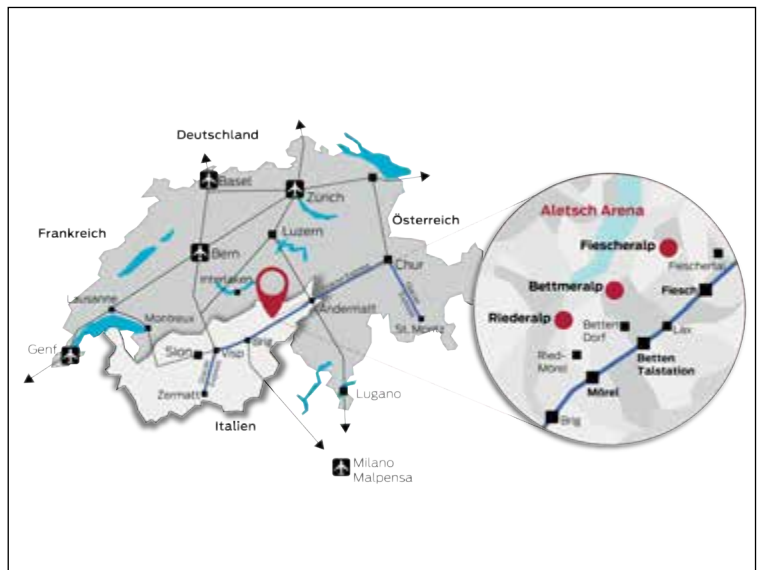 Deutschland
Basel
Zürich
Österreich
Frankreich
Luzern
Bern
Interlaken
Chur
Lausanne
Montreux
Andermatt
St. Moritz
Genf
Sion
Visp
Brig
Zermatt
Lugano
Italien
Milano
Malpensa
Aletsch Arena
Fiescheralp
Fieschertal
Bettmeralp
Fiesch
Riederalp
Betten
Dorf
Lax
Ried-
Mörel
Betten
Talstation
Mörel
Brig